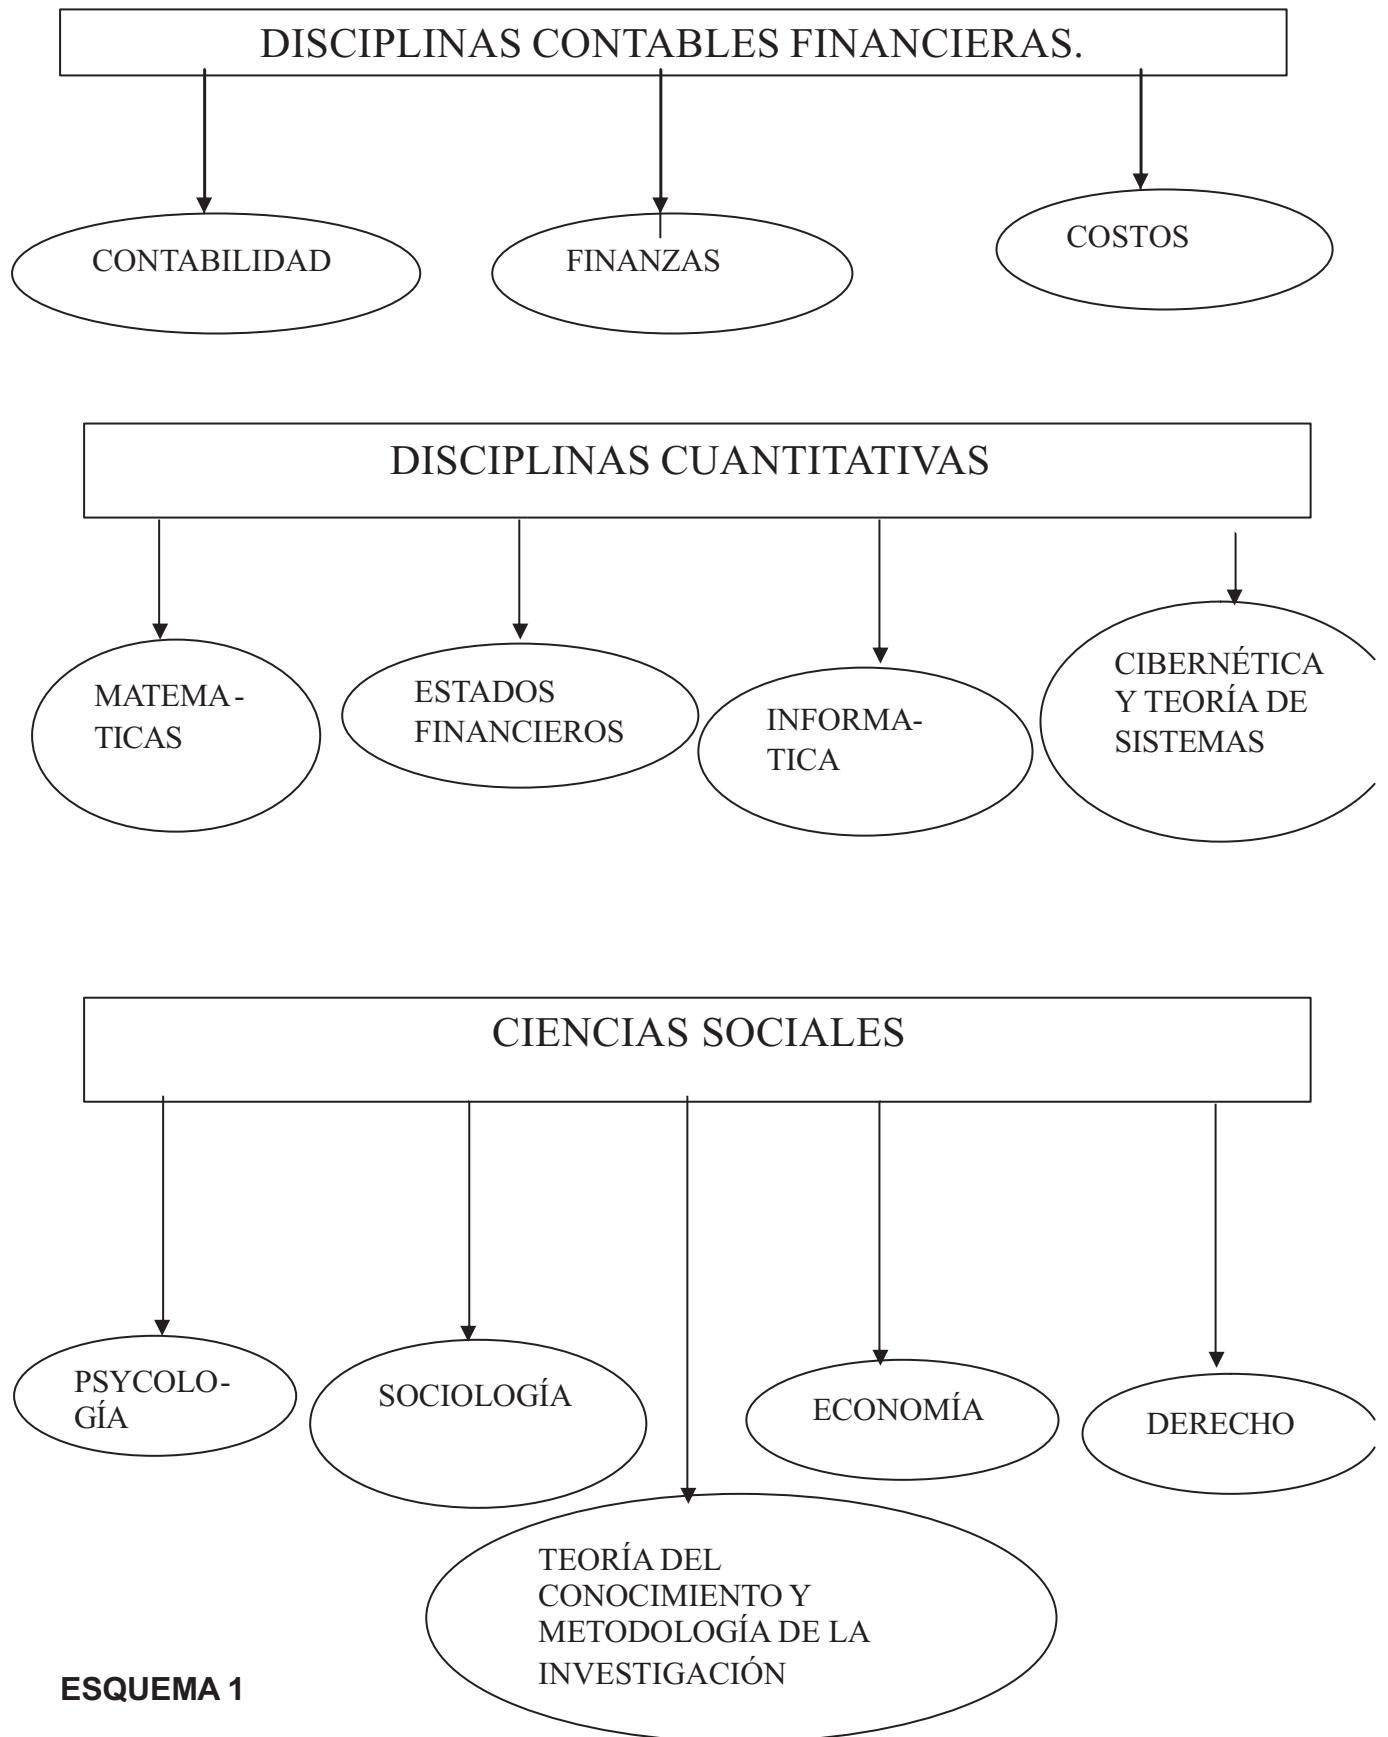 DISCIPLINAS CONTABLES FINANCIERAS.
CONTABILIDAD
FINANZAS
COSTOS
DISCIPLINAS CUANTITATIVAS
MATEMA-
TICAS
ESTADOS
FINANCIEROS
INFORMA-
TICA
CIBERNÉTICA
Y TEORÍA DE
SISTEMAS
CIENCIAS SOCIALES
PSYCOLO-
GÍA
SOCIOLOGÍA
ECONOMÍA
DERECHO
TEORÍA DEL
CONOCIMIENTO Y
METODOLOGÍA DE LA
INVESTIGACIÓN
ESQUEMA 1